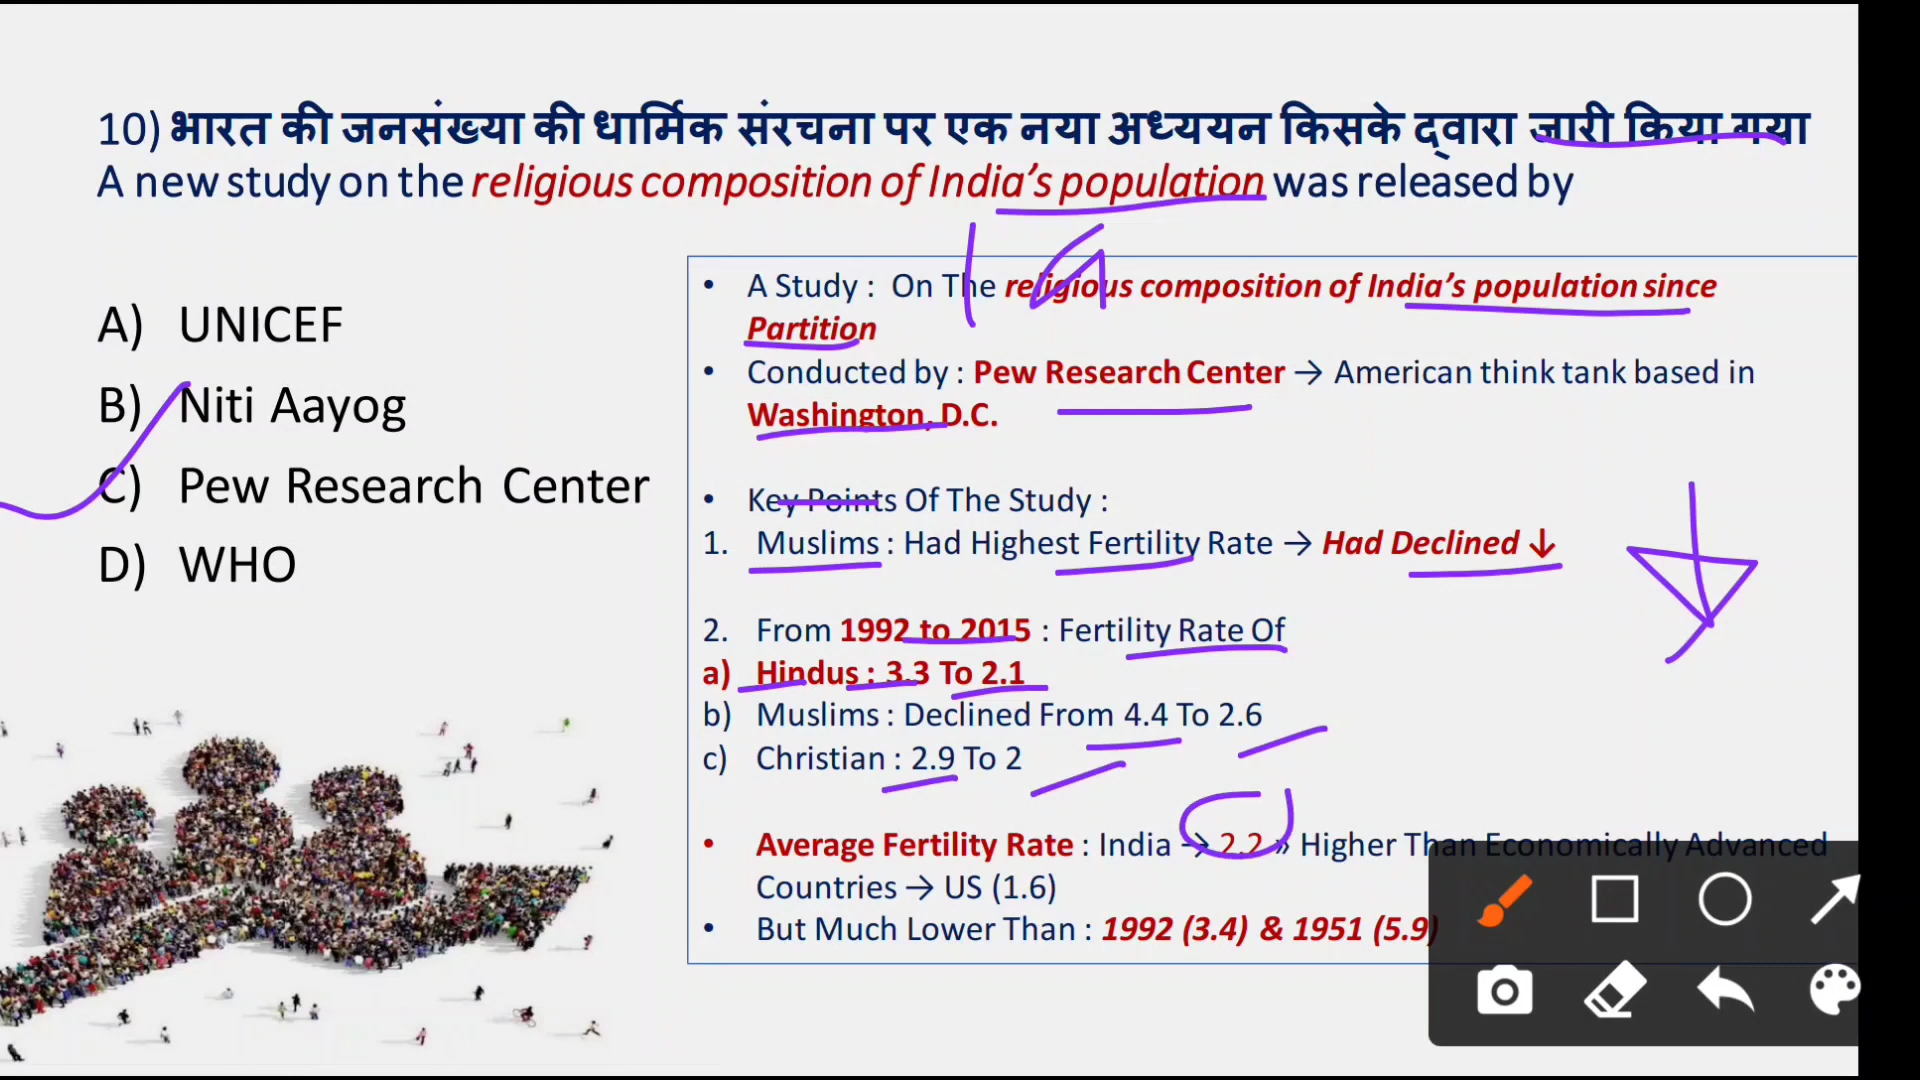 10) भारत की जनसंख्या की धार्मिक संरचना पर एक नया अध्ययन किसके द्वारा जारी किया गया
A new study on the religious composition of India's population was released by
A) UNICEF
B) Niti Aayog
C) Pew Research Center
D) WHO
• A Study : On The religious composition of India's population since
Partition
• Conducted by : Pew Research Center → American think tank based in
Washington, D.C.
• Key Points Of The Study :
1. Muslims : Had Highest Fertility Rate → Had Declined ↓
2. From 1992 to 2015 : Fertility Rate Of
a) Hindus : 3.3 To 2.1
b) Muslims : Declined From 4.4 To 2.6
c) Christian : 2.9 To 2
• Average Fertility Rate : India → 2.2 » Higher Than Economically Advanced
Countries → US (1.6)
• But Much Lower Than : 1992 (3.4) & 1951 (5.9)